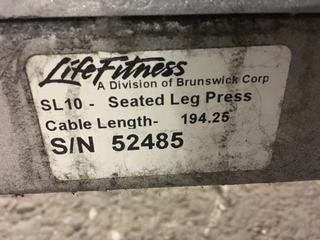 LifeFitness
A Division of Brunswick Corp
SL10 - Seated Leg Press
Cable Length- 194.25
S/N 52485